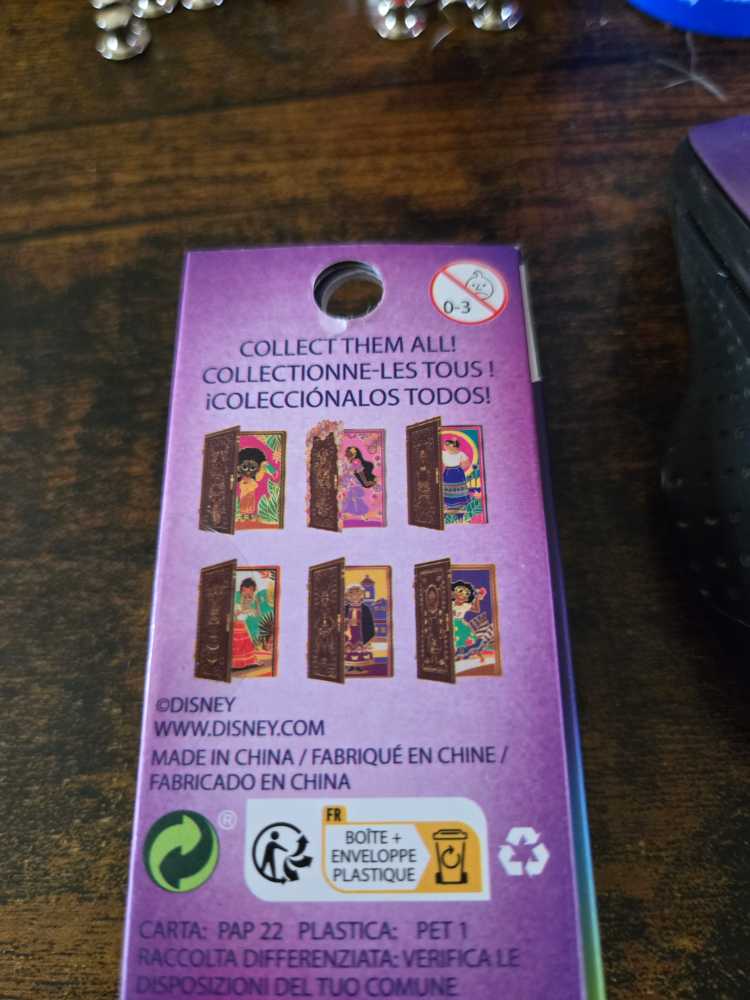 0-3
COLLECT THEM ALL!
COLLECTIONNE-LES TOUS !
¡COLECCIÓNALOS TODOS!
©DISNEY
WWW.DISNEY.COM
MADE IN CHINA / FABRIQUÉ EN CHINE /
FABRICADO EN CHINA
®
FR
BOÎTE +
ENVELOPPE
PLASTIQUE
CARTA: PAP 22 PLASTICA: PET 1
RACCOLTA DIFFERENZIATA: VERIFICA LE
DISPOSIZIONI DEL TUO COMUNE